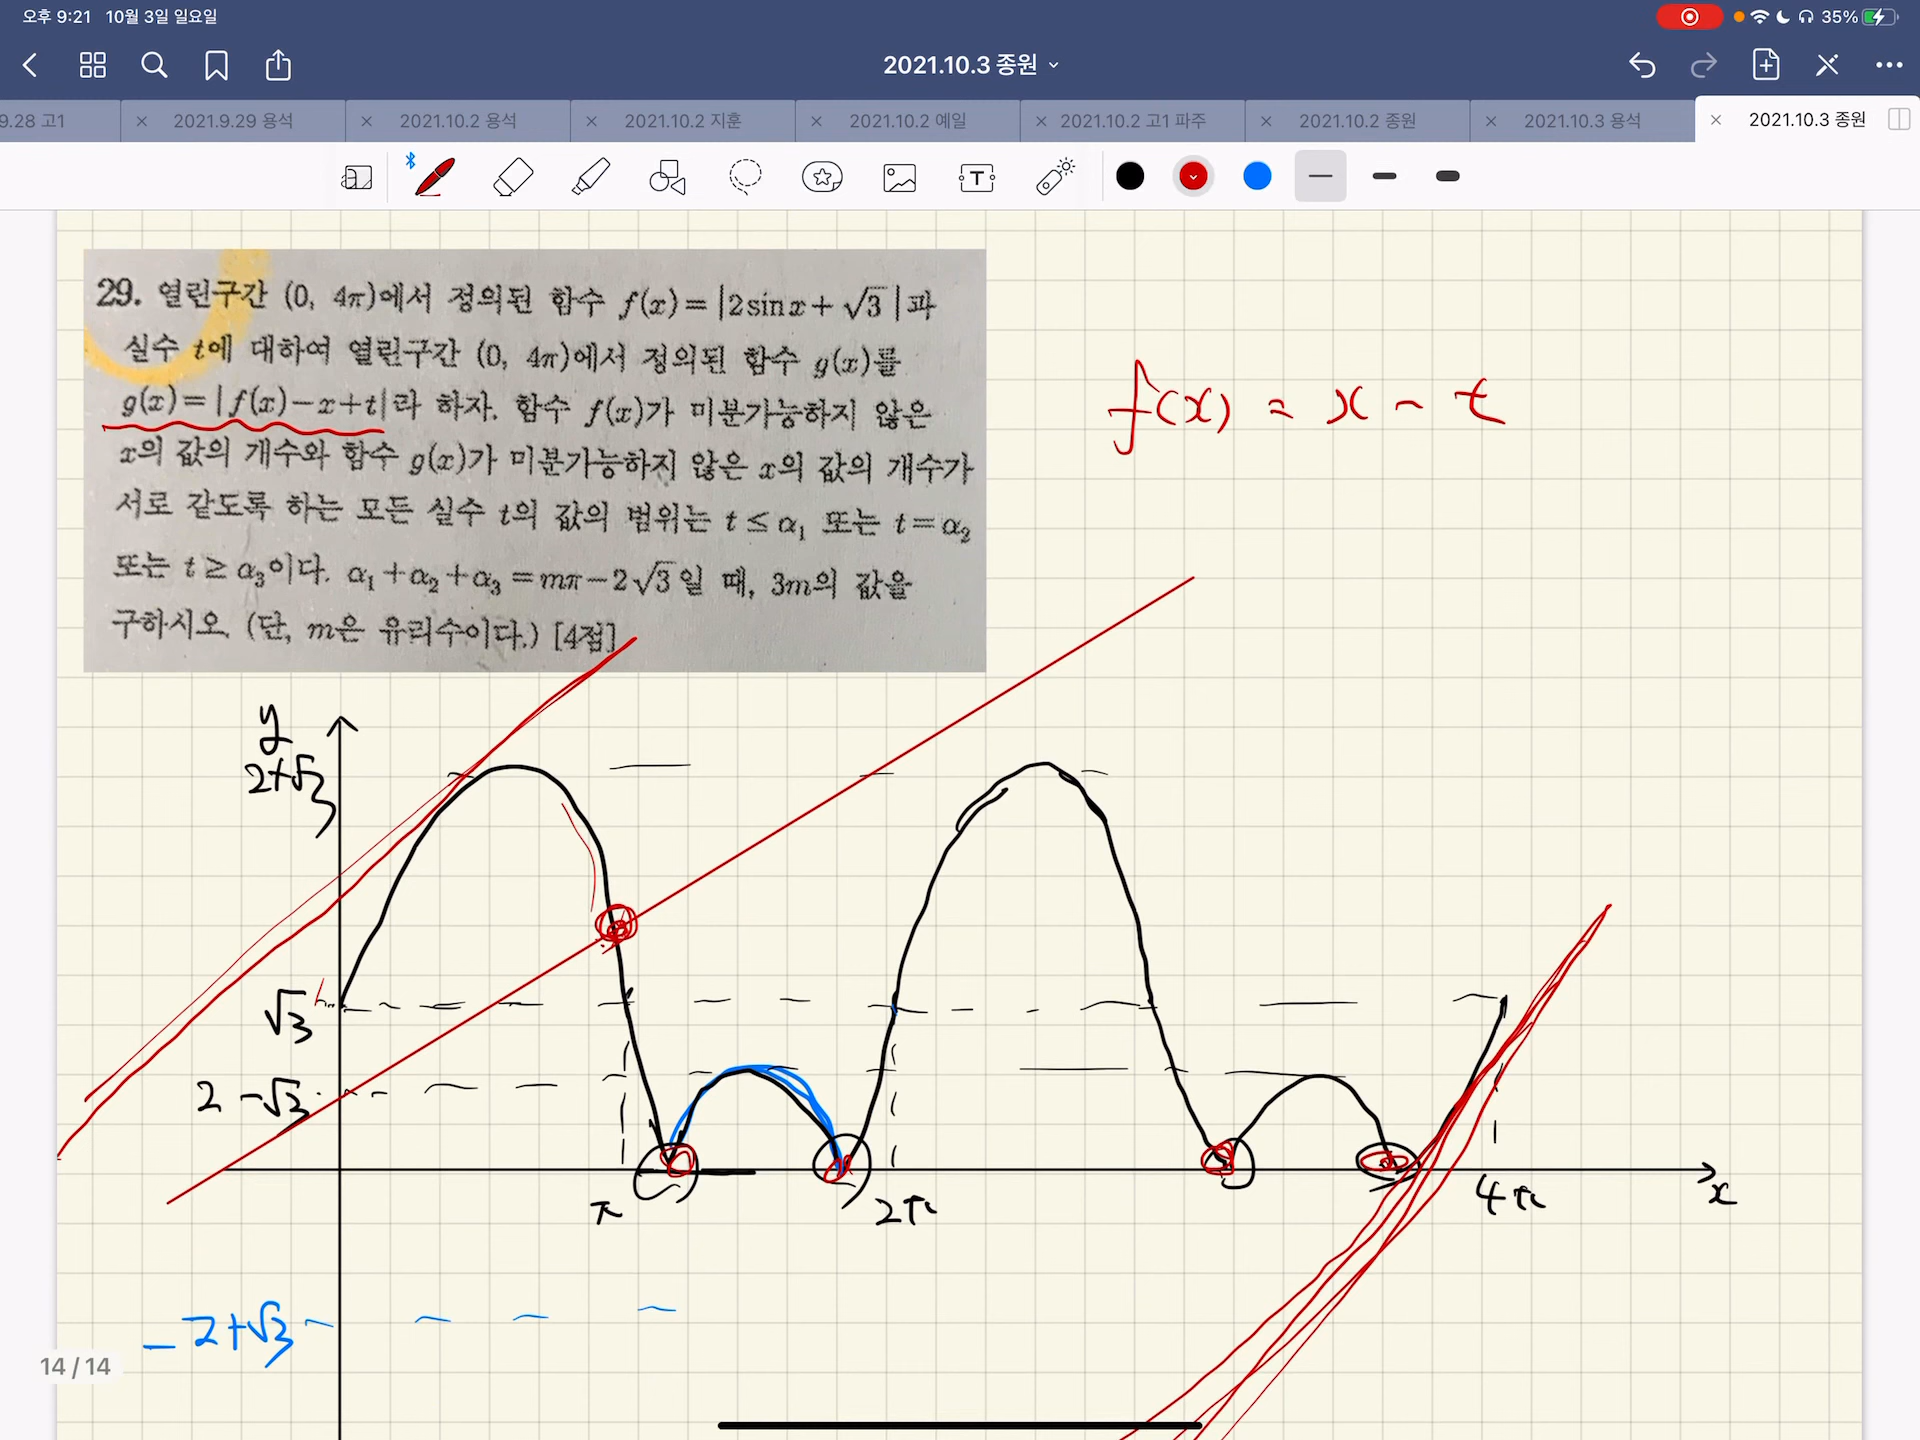 오후 9:21 10월 3일 일요일
35%
2021.10.3 종원
9.28 고1
2021.9.29 용석
2021.10.2 용석
2021.10.2 지훈
2021.10.2 예일
2021.10.2 고1 파주
2021.10.2 종원
2021.10.3 용석
2021.10.3 종원
29. 열린구간 (0, 4π)에서 정의된 함수 f(x)=|2sinx+√3|과
실수 t에 대하여 열린구간 (0, 4π)에서 정의된 함수 g(x)를
g(x)=|f(x)-x+t|라 하자. 함수 f(x)가 미분가능하지 않은
x의 값의 개수와 함수 g(x)가 미분가능하지 않은 x의 값의 개수가
서로 같도록 하는 모든 실수 t의 값의 범위는 t≤α₁ 또는 t=α₂
또는 t≥α₃이다. α₁+α₂+α₃=mπ-2√3일 때, 3m의 값을
구하시오. (단, m은 유리수이다.) [4점]
f(x) = x - t
y
2+√3
√3
2-√3
π
2π
4π
x
-2+√3
14 / 14